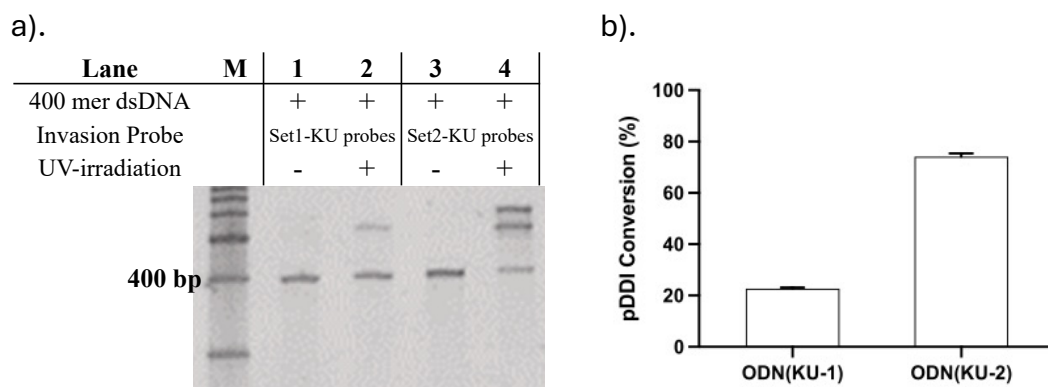 a).
Lane M 1 2 3 4
400 mer dsDNA + + + +
Invasion Probe Set1-KU probes Set2-KU probes
UV-irradiation - + - +
400 bp
b).
pDDI Conversion (%)
100
80
60
40
20
0
ODN(KU-1) ODN(KU-2)